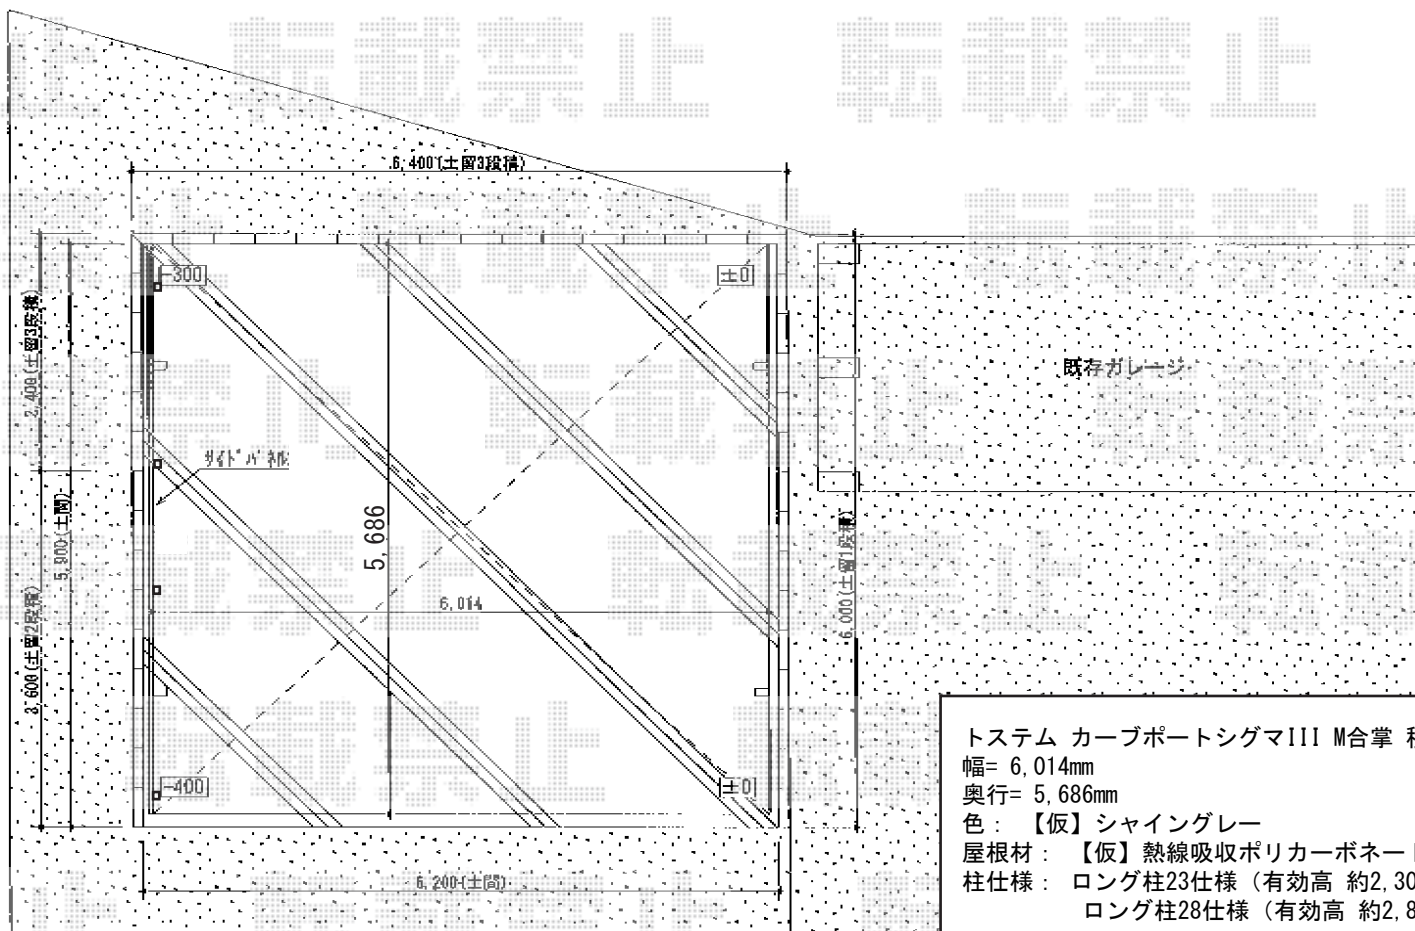 転載禁止 転載禁止
6,400(土留3段積)
-300
±0
2,400(土留3段積)
既存ガレージ
サイドパネル
5,900(土間)
5,686
6,014
6,000(土留1段積)
3,600(土留2段積)
-400
±0
6,200(土間)
トステム カーブポートシグマIII M合掌
幅= 6,014mm
奥行= 5,686mm
色： 【仮】シャイングレー
屋根材： 【仮】熱線吸収ポリカーボネート
柱仕様： ロング柱23仕様（有効高 約2,30
ロング柱28仕様（有効高 約2,8